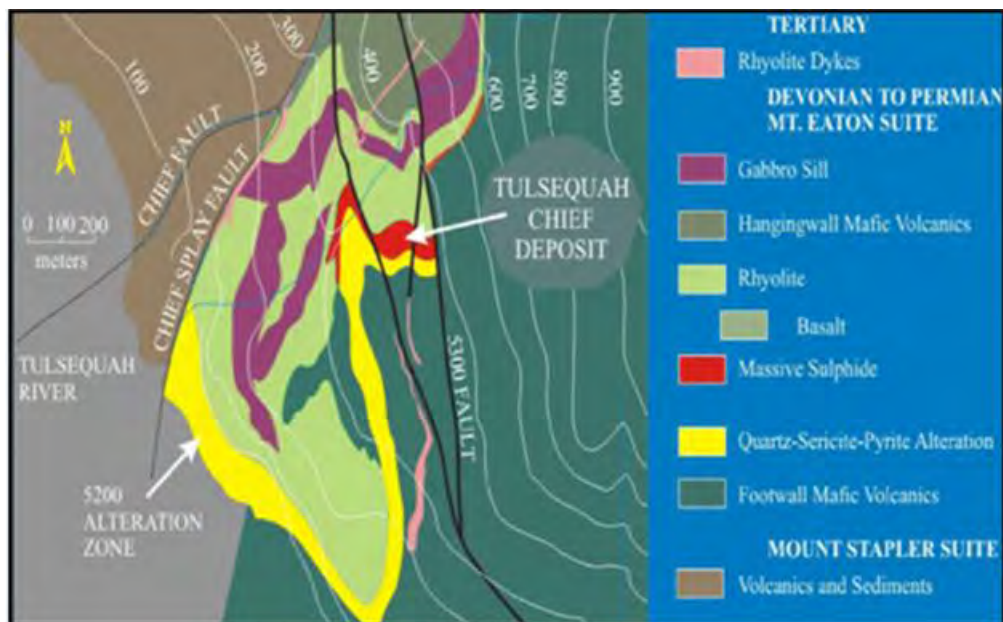 100
200
300
400
600
700
800
900
CHIEF FAULT
CHIEF SPLAY FAULT
N
0 100 200
meters
TULSEQUAH
RIVER
5200
ALTERATION
ZONE
5300 FAULT
TULSEQUAH
CHIEF
DEPOSIT
TERTIARY
Rhyolite Dykes
DEVONIAN TO PERMIAN
MT. EATON SUITE
Gabbro Sill
Hangingwall Mafic Volcanics
Rhyolite
Basalt
Massive Sulphide
Quartz-Sericite-Pyrite Alteration
Footwall Mafic Volcanics
MOUNT STAPLER SUITE
Volcanics and Sediments